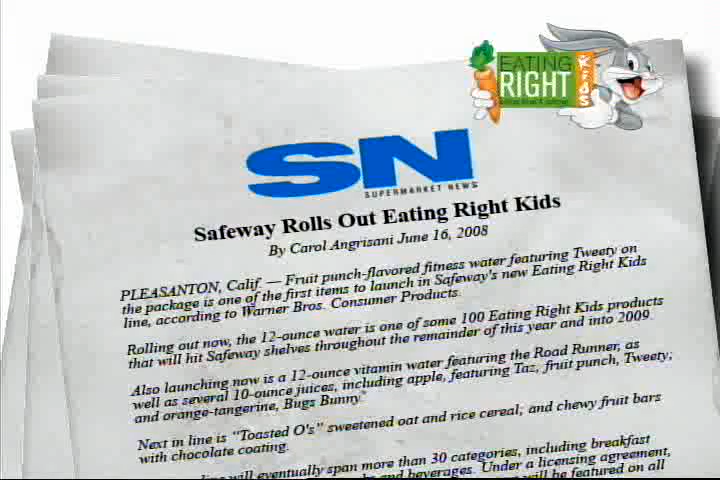 EATING
RIGHT
KIDS
SN
SUPERMARKET NEWS
Safeway Rolls Out Eating Right Kids
By Carol Angrisani June 16, 2008
PLEASANTON, Calif. — Fruit punch-flavored fitness water featuring Tweety on
the package is one of the first items to launch in Safeway's new Eating Right Kids
line, according to Warner Bros. Consumer Products.
Rolling out now, the 12-ounce water is one of some 100 Eating Right Kids products
that will hit Safeway shelves throughout the remainder of this year and into 2009.
Also launching now is a 12-ounce vitamin water featuring the Road Runner, as
well as several 10-ounce juices, including apple, featuring Taz, fruit punch, Tweety;
and orange-tangerine, Bugs Bunny.
Next in line is "Toasted O's" sweetened oat and rice cereal; and chewy fruit bars
with chocolate coating.
will eventually span more than 30 categories, including breakfast
and beverages. Under a licensing agreement,
will be featured on all